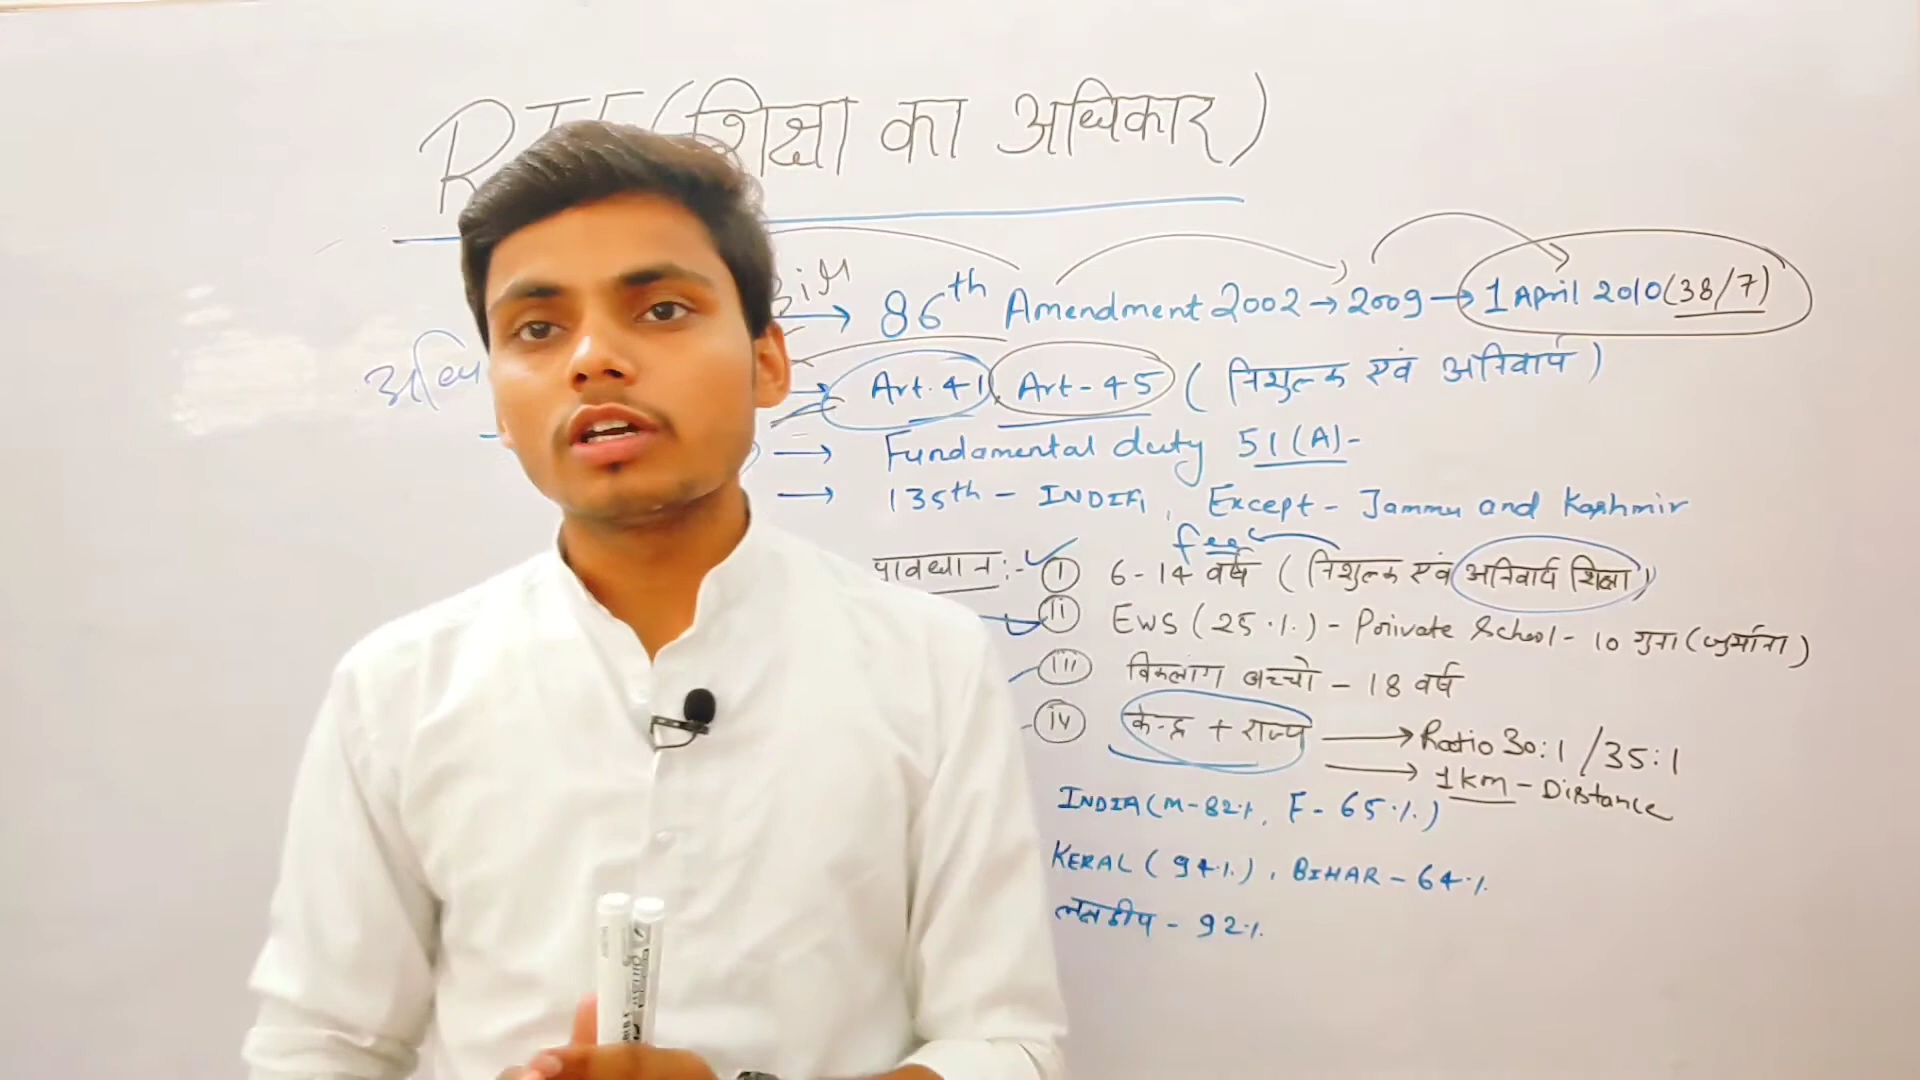 RTE (शिक्षा का अधिकार)
→ 86th Amendment 2002 → 2009 → 1 April 2010 (38/7)
Art. 41, Art-45 (निशुल्क एवं अनिवार्य)
→ Fundamental duty 51(A)-
→ 135th - INDIA, Except - Jammu and Kashmir
fee
प्रावधान :- (i) 6-14 वर्ष (निशुल्क एवं अनिवार्य शिक्षा)
(ii) EWS (25%) - Private School - 10 गुना (जुर्माना)
(iii) विकलांग बच्चो - 18 वर्ष
(iv) केन्द्र + राज्य → Ratio 30:1 / 35:1
→ 1km - Distance
INDIA (M-82%, F-65%)
KERAL (94%), BIHAR - 64%
लक्षद्वीप - 92%